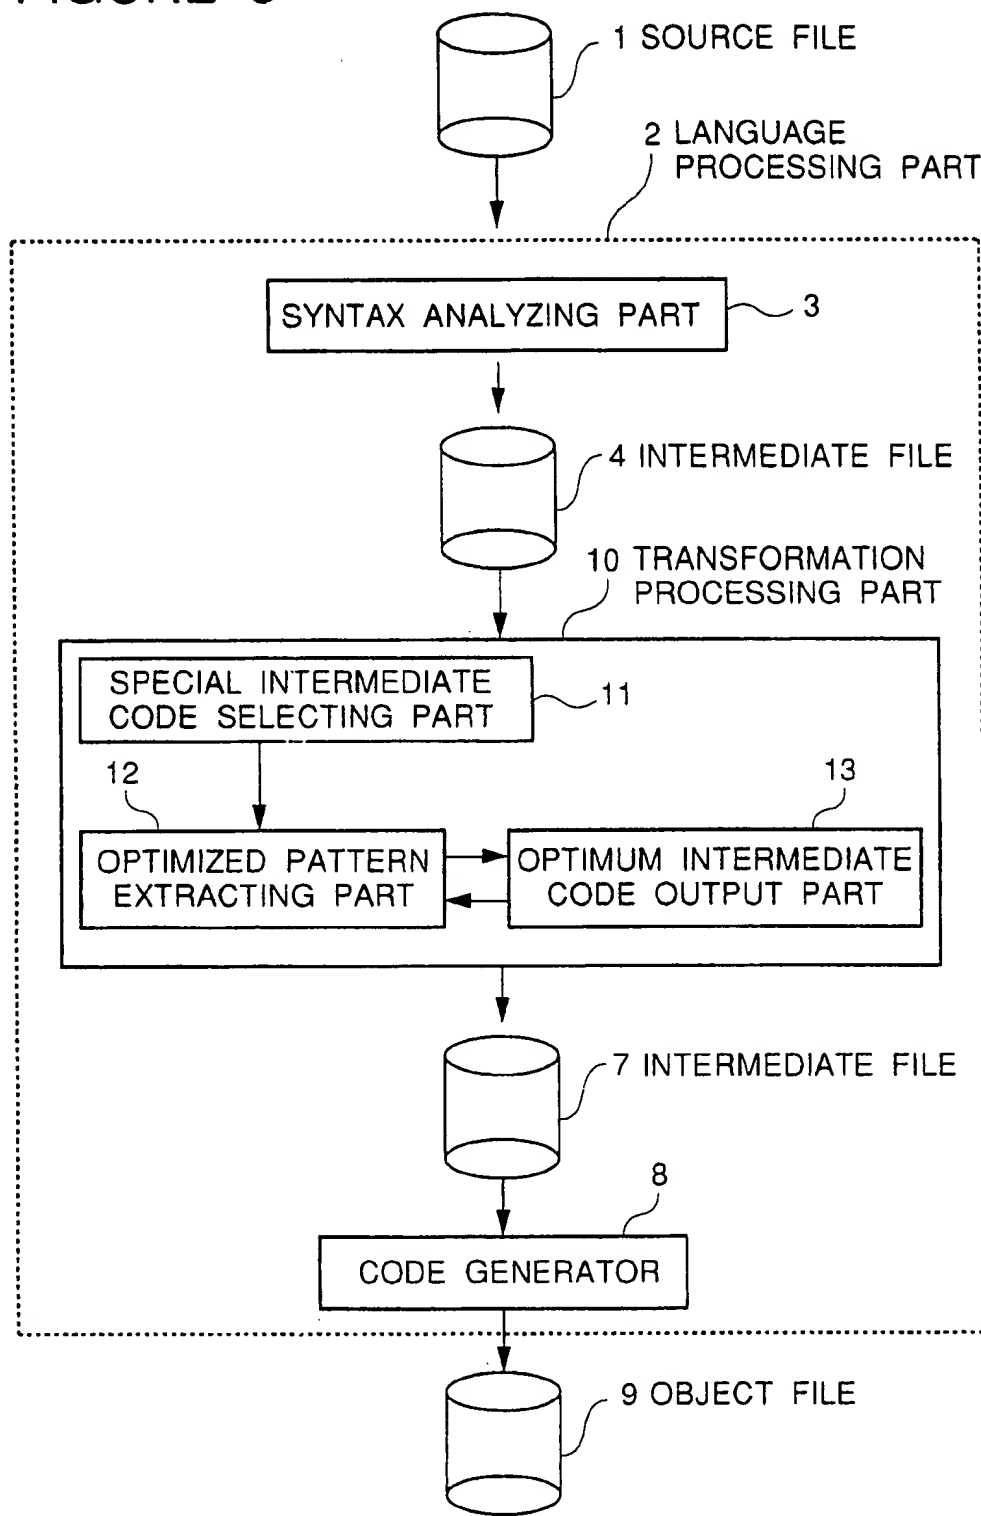 1 SOURCE FILE
2 LANGUAGE
PROCESSING PART
SYNTAX ANALYZING PART
3
4 INTERMEDIATE FILE
10 TRANSFORMATION
PROCESSING PART
SPECIAL INTERMEDIATE
CODE SELECTING PART
11
12
13
OPTIMIZED PATTERN
EXTRACTING PART
OPTIMUM INTERMEDIATE
CODE OUTPUT PART
7 INTERMEDIATE FILE
8
CODE GENERATOR
9 OBJECT FILE